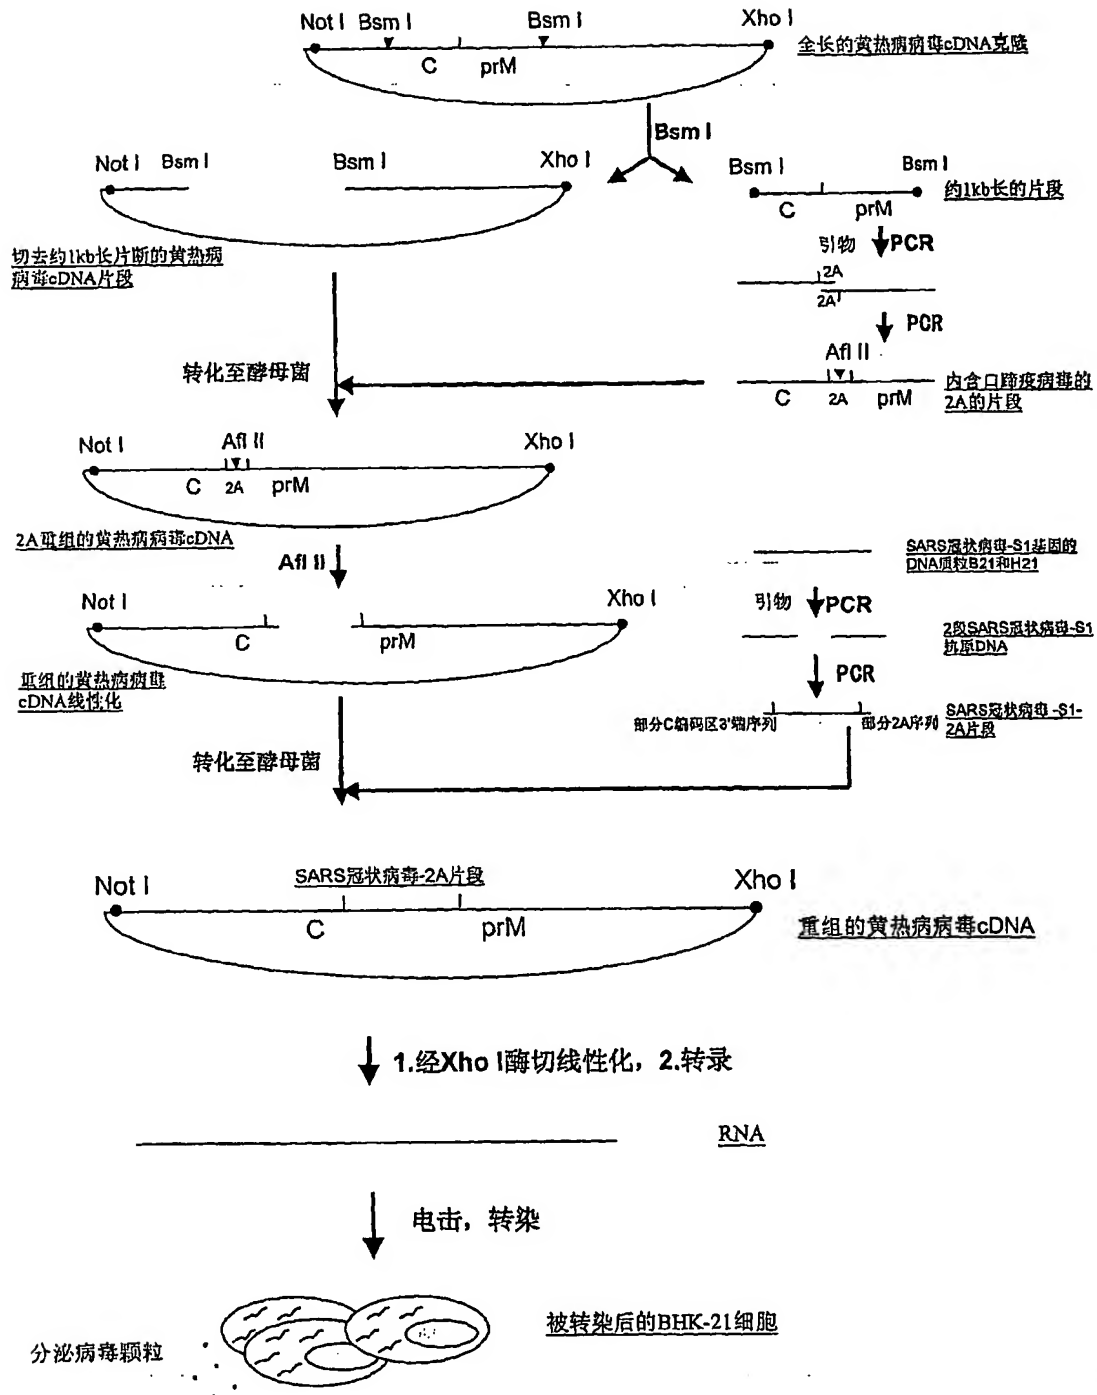 Not I Bsm I Bsm I Xho I
C prM
全长的黄热病病毒cDNA克隆
Bsm I
Not I Bsm I Bsm I Xho I
Bsm I Bsm I
C prM
约1kb长的片段
切去约1kb长片断的黄热病
病毒cDNA片段
引物 PCR
2A
2A
PCR
Afl II
C 2A prM
内含口蹄疫病毒的
2A的片段
转化至酵母菌
Not I Afl II Xho I
C 2A prM
2A重组的黄热病病毒cDNA
Afl II
SARS冠状病毒-S1基因的
DNA质粒B21和H21
引物 PCR
Not I Xho I
C prM
2段SARS冠状病毒-S1
抗原DNA
重组的黄热病病毒
cDNA线性化
PCR
部分C编码区3'端序列 部分2A序列
SARS冠状病毒-S1-
2A片段
转化至酵母菌
Not I SARS冠状病毒-2A片段 Xho I
C prM
重组的黄热病病毒cDNA
1.经Xho I酶切线性化，2.转录
RNA
电击，转染
被转染后的BHK-21细胞
分泌病毒颗粒